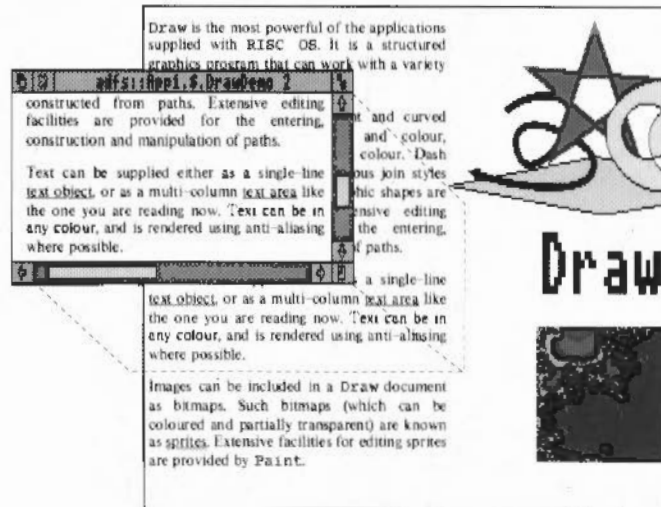 Draw is the most powerful of the applications
supplied with RISC OS. It is a structured
graphics program that can work with a variety
adfs::App1.$.DrawDemo 2
constructed from paths. Extensive editing
facilities are provided for the entering,
construction and manipulation of paths.
Text can be supplied either as a single-line
text object, or as a multi-column text area like
the one you are reading now. Text can be in
any colour, and is rendered using anti-aliasing
where possible.
and curved
and colour,
colour. Dash
join styles
shapes are
editing
the entering,
of paths.
a single-line
text object, or as a multi-column text area like
the one you are reading now. Text can be in
any colour, and is rendered using anti-aliasing
where possible.
Images can be included in a Draw document
as bitmaps. Such bitmaps (which can be
coloured and partially transparent) are known
as sprites. Extensive facilities for editing sprites
are provided by Paint.
Draw